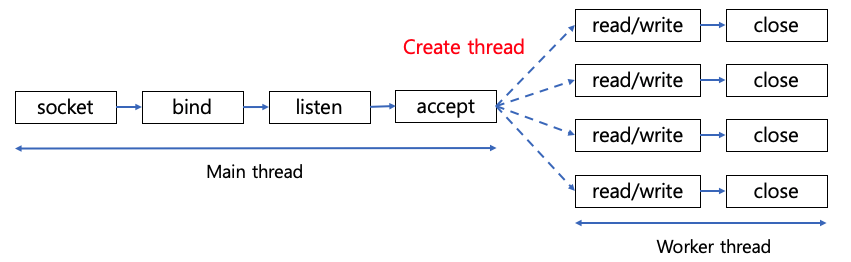 Create thread
socket
bind
listen
accept
read/write
close
read/write
close
read/write
close
read/write
close
Main thread
Worker thread